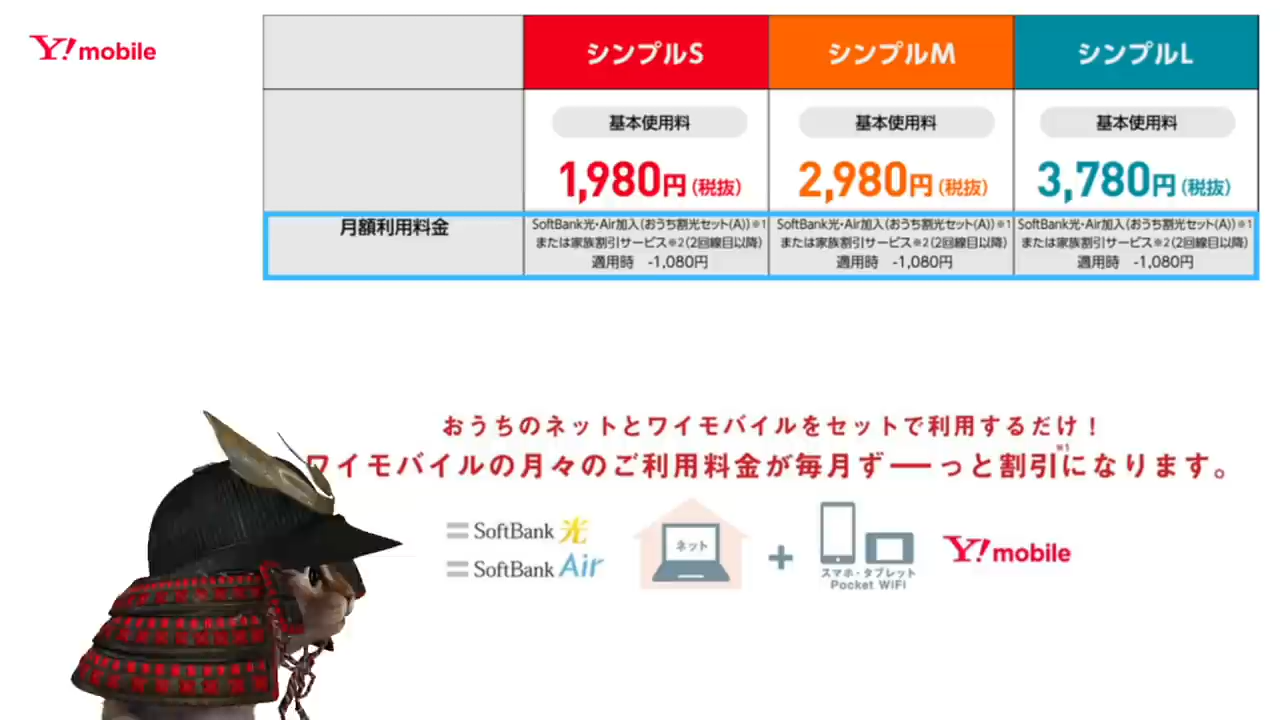 Y!mobile
シンプルS
シンプルM
シンプルL
基本使用料
基本使用料
基本使用料
1,980円(税抜)
2,980円(税抜)
3,780円(税抜)
月額利用料金
SoftBank光・Air加入(おうち割光セット(A))※1
または家族割引サービス※2(2回線目以降)
適用時 -1,080円
SoftBank光・Air加入(おうち割光セット(A))※1
または家族割引サービス※2(2回線目以降)
適用時 -1,080円
SoftBank光・Air加入(おうち割光セット(A))※1
または家族割引サービス※2(2回線目以降)
適用時 -1,080円
おうちのネットとワイモバイルをセットで利用するだけ!
ワイモバイルの月々のご利用料金が毎月ずーっと割引※1になります。
SoftBank 光
SoftBank Air
ネット
+
スマホ・タブレット
Pocket WiFi
Y!mobile